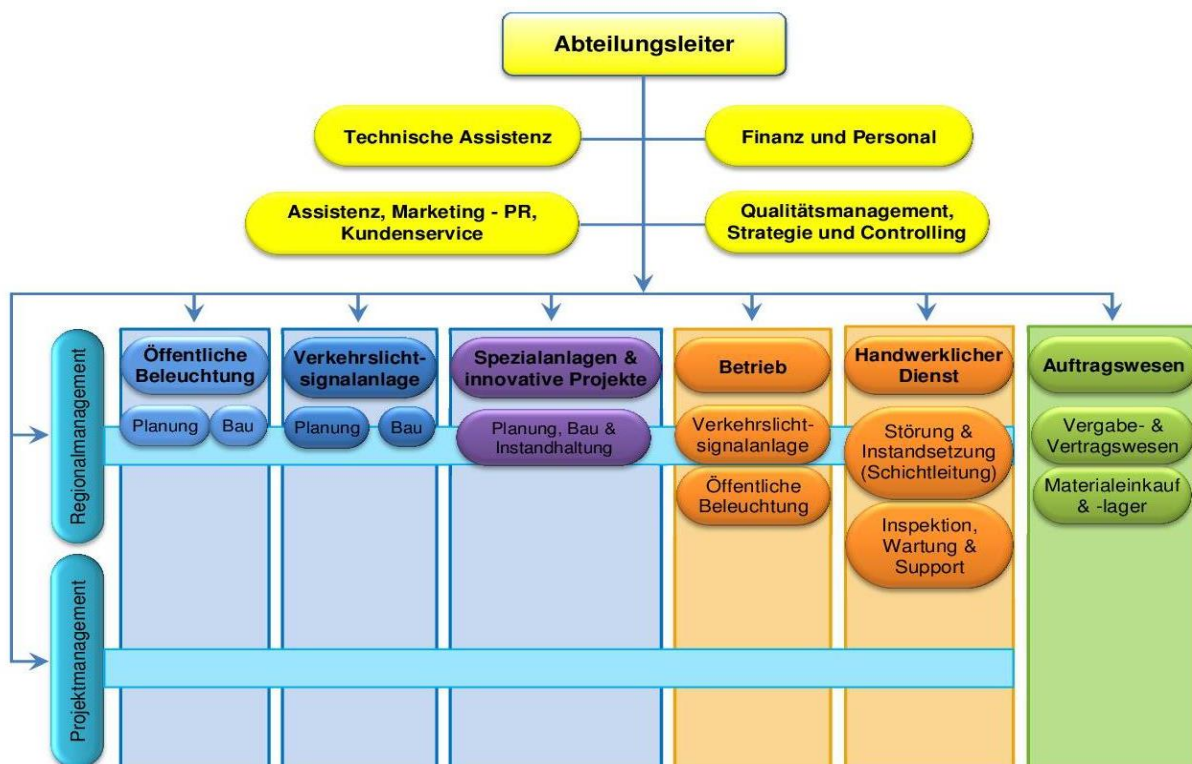 Abteilungsleiter
Technische Assistenz
Finanz und Personal
Assistenz, Marketing - PR,
Kundenservice
Qualitätsmanagement,
Strategie und Controlling
Regionalmanagement
Projektmanagement
Öffentliche
Beleuchtung
Planung
Bau
Verkehrslicht-
signalanlage
Planung
Bau
Spezialanlagen &
innovative Projekte
Planung, Bau &
Instandhaltung
Betrieb
Verkehrslicht-
signalanlage
Öffentliche
Beleuchtung
Handwerklicher
Dienst
Störung &
Instandsetzung
(Schichtleitung)
Inspektion,
Wartung &
Support
Auftragswesen
Vergabe- &
Vertragswesen
Materialeinkauf
& -lager